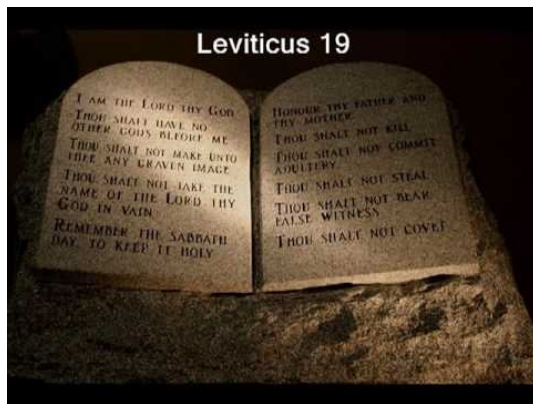 Leviticus 19
I AM THE LORD THY GOD
THOU SHALT HAVE NO
OTHER GODS BEFORE ME
THOU SHALT NOT MAKE UNTO
THEE ANY GRAVEN IMAGE
THOU SHALT NOT TAKE THE
NAME OF THE LORD THY
GOD IN VAIN
REMEMBER THE SABBATH
DAY, TO KEEP IT HOLY
HONOUR THY FATHER AND
THY MOTHER
THOU SHALT NOT KILL
THOU SHALT NOT COMMIT
ADULTERY
THOU SHALT NOT STEAL
THOU SHALT NOT BEAR
FALSE WITNESS
THOU SHALT NOT COVET